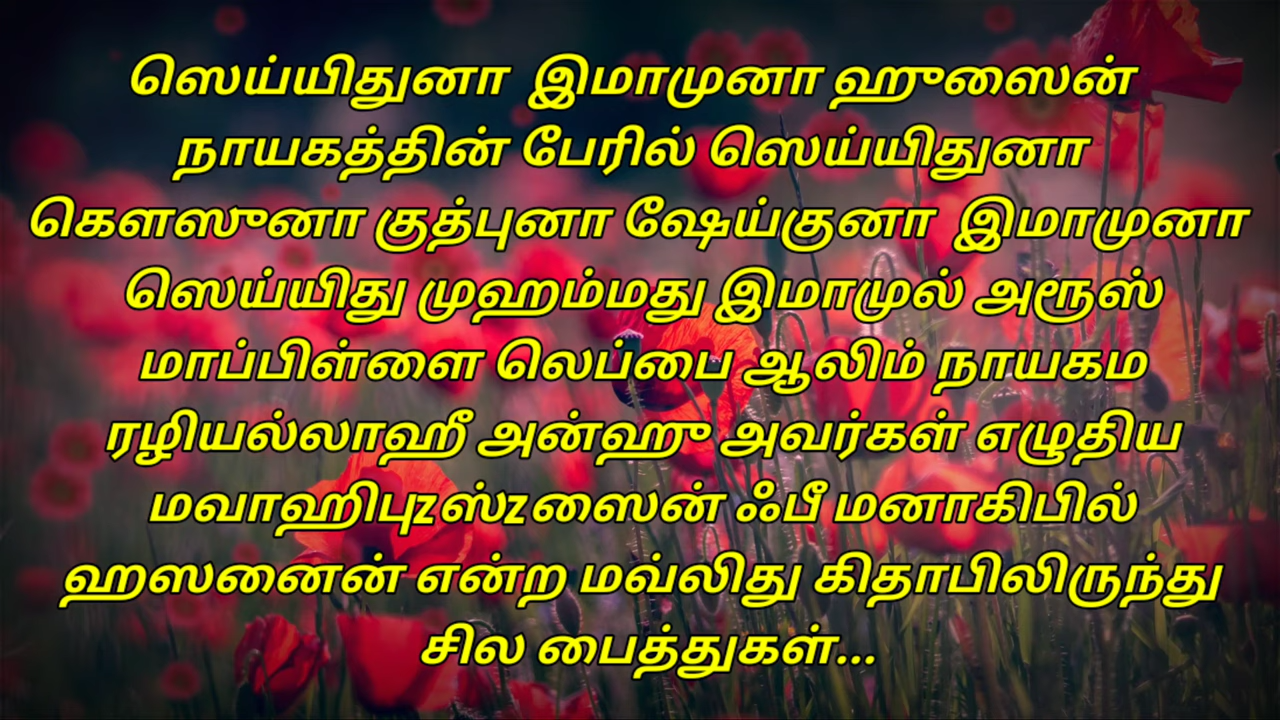 ஸெய்யிதுனா இமாமுனா ஹுஸைன்
நாயகத்தின் பேரில் ஸெய்யிதுனா
கௌஸுனா குத்புனா ஷேய்குனா இமாமுனா
ஸெய்யிது முஹம்மது இமாமுல் அரூஸ்
மாப்பிள்ளை லெப்பை ஆலிம் நாயகம
ரழியல்லாஹீ அன்ஹு அவர்கள் எழுதிய
மவாஹிபுzஸ்zஸைன் ஃபீ மனாகிபில்
ஹஸனைன் என்ற மவ்லிது கிதாபிலிருந்து
சில பைத்துகள்...